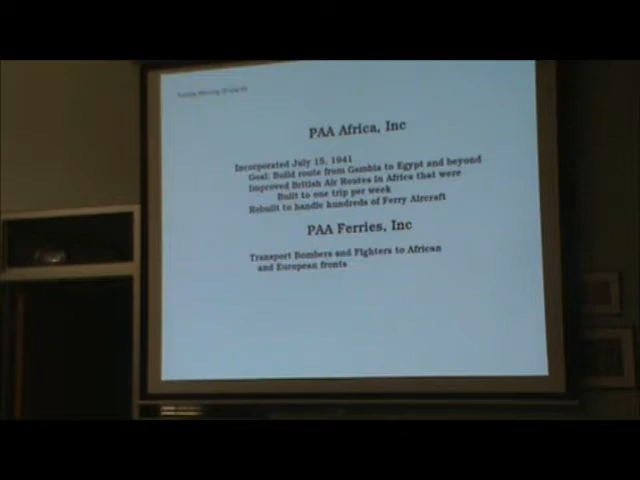 PAA Africa, Inc
Incorporated July 15, 1941
Goal: Build route from Gambia to Egypt and beyond
Improved British Air Routes in Africa that were
Built to one trip per week
Rebuilt to handle hundreds of Ferry Aircraft
PAA Ferries, Inc
Transport Bombers and Fighters to African
and European fronts